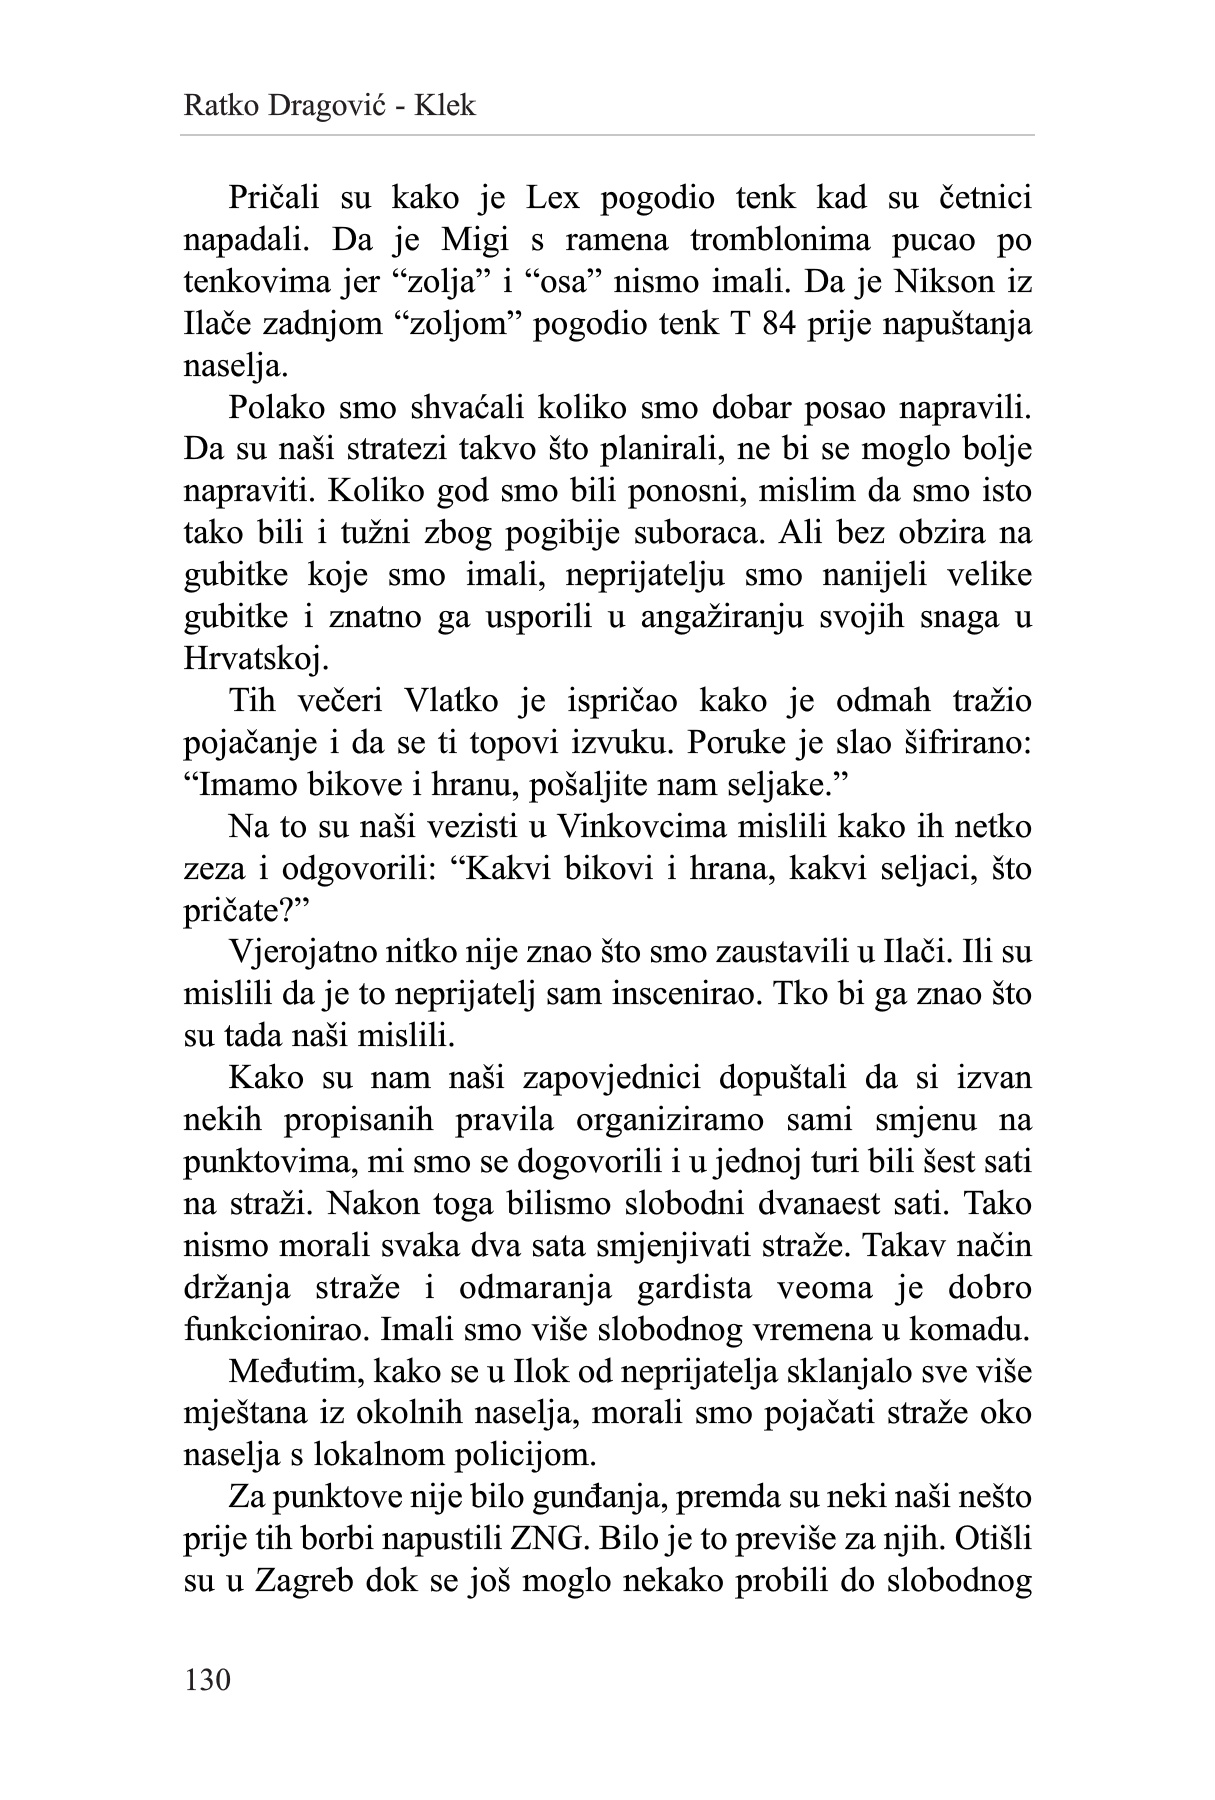 Ratko Dragović - Klek
Pričali su kako je Lex pogodio tenk kad su četnici
napadali. Da je Migi s ramena tromblonima pucao po
tenkovima jer “zolja” i “osa” nismo imali. Da je Nikson iz
Ilače zadnjom “zoljom” pogodio tenk T 84 prije napuštanja
naselja.
Polako smo shvaćali koliko smo dobar posao napravili.
Da su naši stratezi takvo što planirali, ne bi se moglo bolje
napraviti. Koliko god smo bili ponosni, mislim da smo isto
tako bili i tužni zbog pogibije suboraca. Ali bez obzira na
gubitke koje smo imali, neprijatelju smo nanijeli velike
gubitke i znatno ga usporili u angažiranju svojih snaga u
Hrvatskoj.
Tih večeri Vlatko je ispričao kako je odmah tražio
pojačanje i da se ti topovi izvuku. Poruke je slao šifrirano:
“Imamo bikove i hranu, pošaljite nam seljake.”
Na to su naši vezisti u Vinkovcima mislili kako ih netko
zeza i odgovorili: “Kakvi bikovi i hrana, kakvi seljaci, što
pričate?”
Vjerojatno nitko nije znao što smo zaustavili u Ilači. Ili su
mislili da je to neprijatelj sam inscenirao. Tko bi ga znao što
su tada naši mislili.
Kako su nam naši zapovjednici dopuštali da si izvan
nekih propisanih pravila organiziramo sami smjenu na
punktovima, mi smo se dogovorili i u jednoj turi bili šest sati
na straži. Nakon toga bilismo slobodni dvanaest sati. Tako
nismo morali svaka dva sata smjenjivati straže. Takav način
držanja straže i odmaranja gardista veoma je dobro
funkcionirao. Imali smo više slobodnog vremena u komadu.
Međutim, kako se u Ilok od neprijatelja sklanjalo sve više
mještana iz okolnih naselja, morali smo pojačati straže oko
naselja s lokalnom policijom.
Za punktove nije bilo gunđanja, premda su neki naši nešto
prije tih borbi napustili ZNG. Bilo je to previše za njih. Otišli
su u Zagreb dok se još moglo nekako probili do slobodnog
130